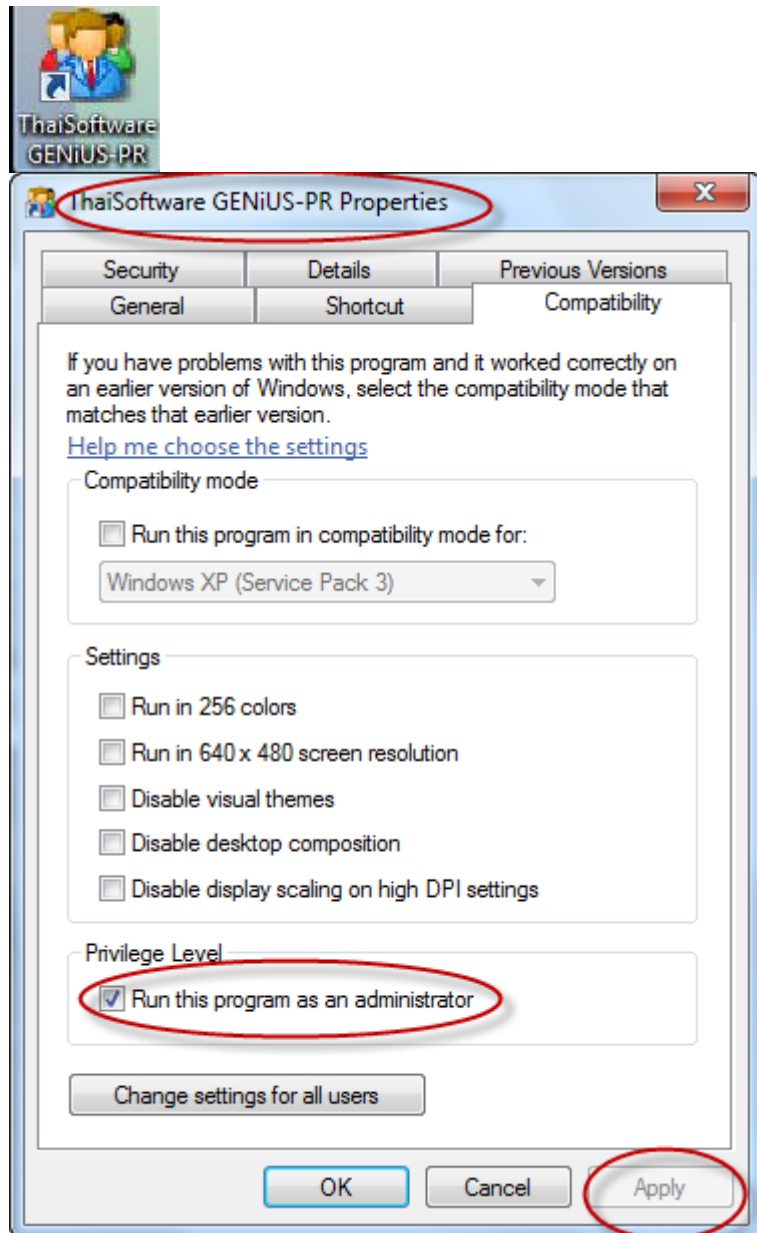 ThaiSoftware
GENiUS-PR
ThaiSoftware GENiUS-PR Properties
Security Details Previous Versions
General Shortcut Compatibility
If you have problems with this program and it worked correctly on
an earlier version of Windows, select the compatibility mode that
matches that earlier version.
Help me choose the settings
Compatibility mode
Run this program in compatibility mode for:
Windows XP (Service Pack 3)
Settings
Run in 256 colors
Run in 640 x 480 screen resolution
Disable visual themes
Disable desktop composition
Disable display scaling on high DPI settings
Privilege Level
Run this program as an administrator
Change settings for all users
OK Cancel Apply